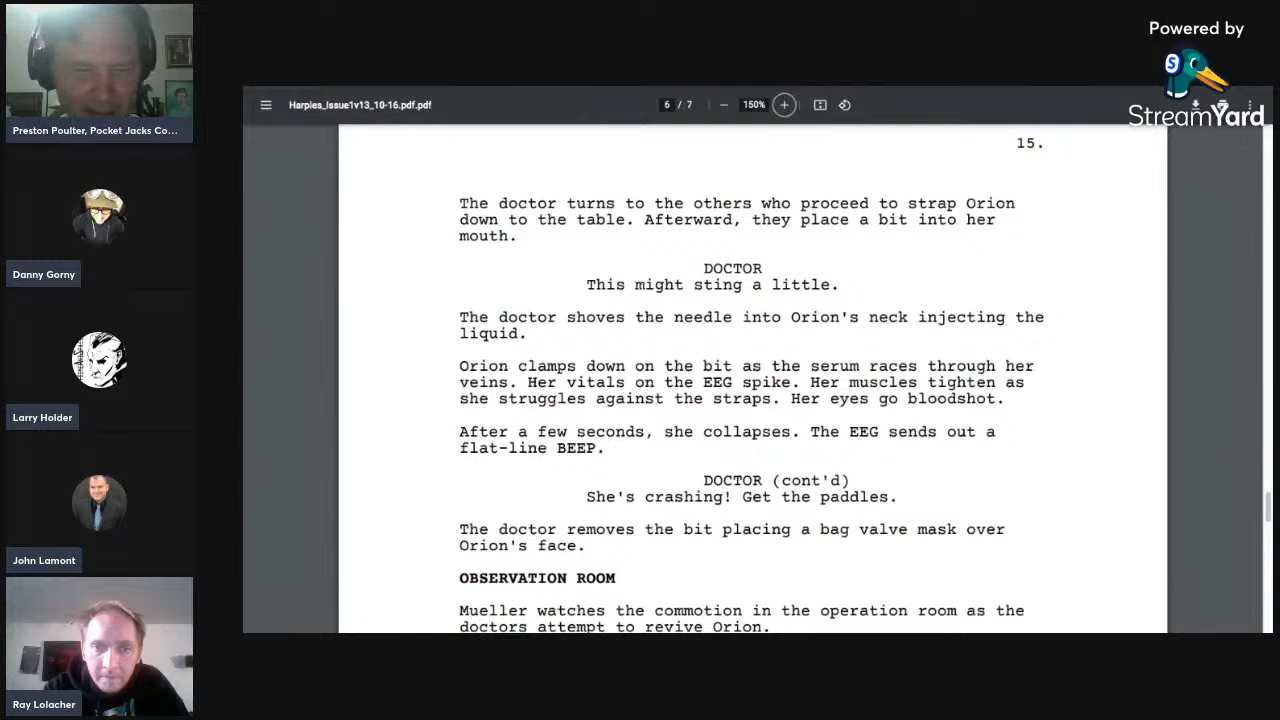 Preston Poulter, Pocket Jacks Co...
Danny Gorny
Larry Holder
John Lamont
Ray Lolacher
Powered by
S
StreamYard
Harpies_Issue1v13_10-16.pdf.pdf
6 / 7
150%
15.
The doctor turns to the others who proceed to strap Orion
down to the table. Afterward, they place a bit into her
mouth.
DOCTOR
This might sting a little.
The doctor shoves the needle into Orion's neck injecting the
liquid.
Orion clamps down on the bit as the serum races through her
veins. Her vitals on the EEG spike. Her muscles tighten as
she struggles against the straps. Her eyes go bloodshot.
After a few seconds, she collapses. The EEG sends out a
flat-line BEEP.
DOCTOR (cont'd)
She's crashing! Get the paddles.
The doctor removes the bit placing a bag valve mask over
Orion's face.
OBSERVATION ROOM
Mueller watches the commotion in the operation room as the
doctors attempt to revive Orion.